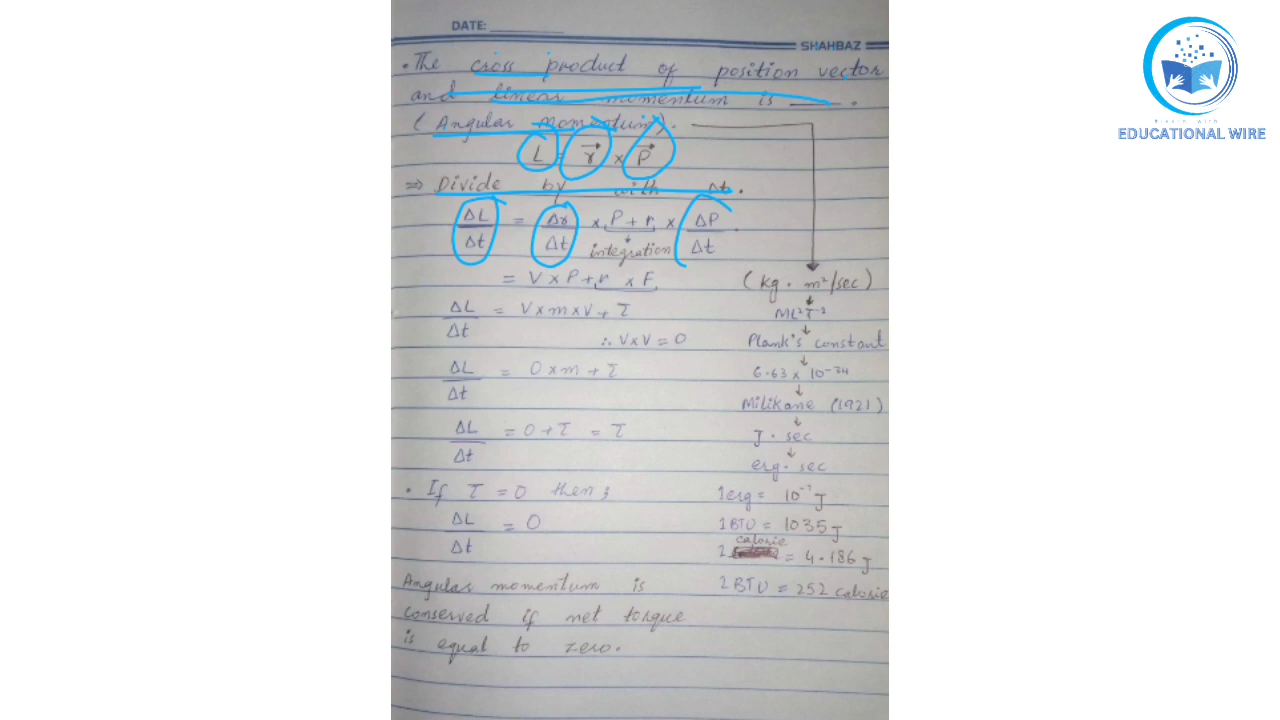 DATE:
SHAHBAZ
• The cross product of position vector
and linear momentum is ____ .
( Angular momentum).
L = r × P
⇒ Divide by with Δt .
ΔL/Δt = Δr/Δt × P + r × ΔP/Δt .
integration
= V × P + r × F
ΔL/Δt = V × m × V + τ
∴ V × V = 0
ΔL/Δt = 0 × m + τ
ΔL/Δt = 0 + τ = τ
• If τ = 0 then ;
ΔL/Δt = 0
Angular momentum is
conserved if net torque
is equal to zero.
(kg . m²/sec)
ML²T⁻²
Plank's constant
6.63 × 10⁻³⁴
Milikane (1921)
J . sec
erg . sec
1 erg = 10⁻⁷ J
1 BTU = 1035 J
1 calorie = 4.186 J
1 BTU = 252 calorie
EDUCATIONAL WIRE